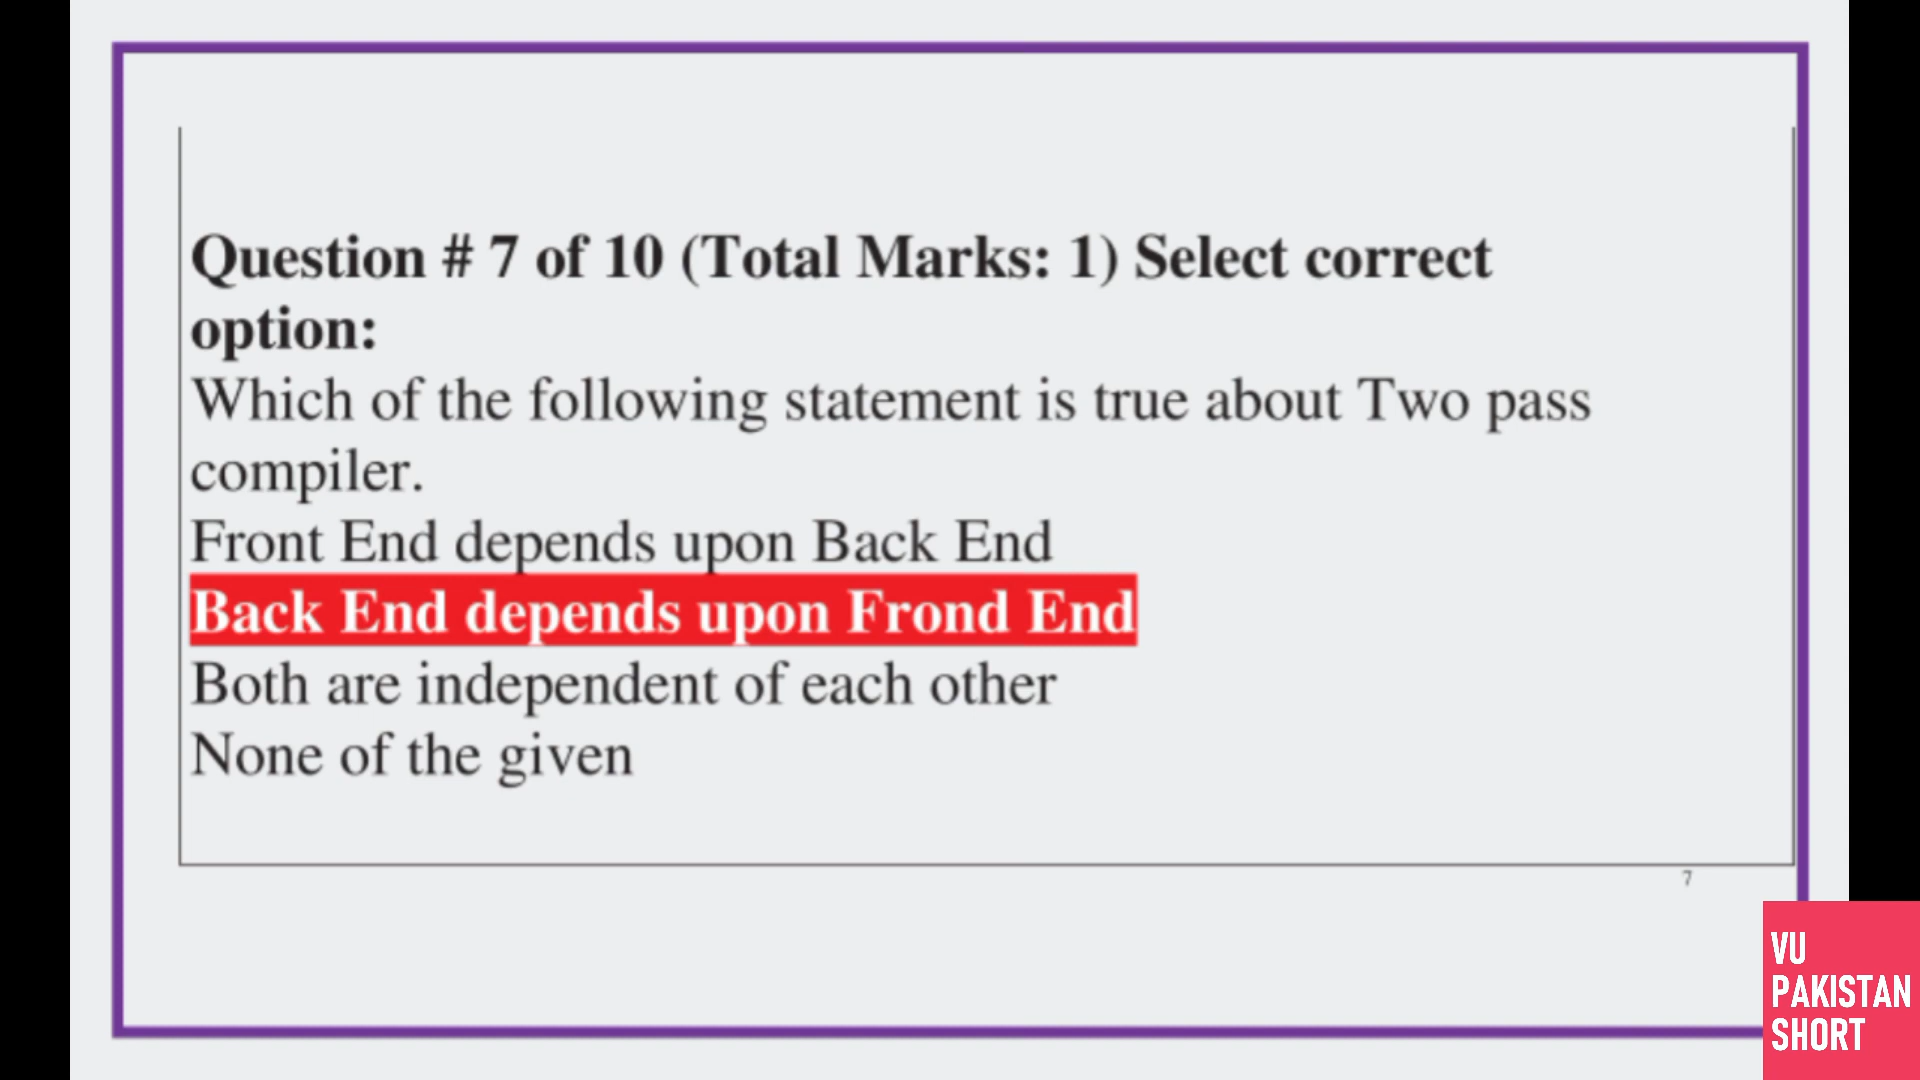 Question # 7 of 10 (Total Marks: 1) Select correct
option:
Which of the following statement is true about Two pass
compiler.
Front End depends upon Back End
Back End depends upon Frond End
Both are independent of each other
None of the given
7
VU
PAKISTAN
SHORT